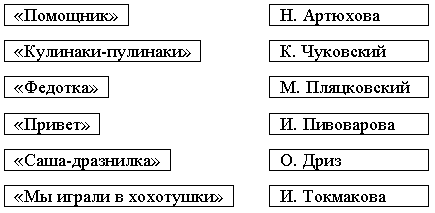 «Помощник» Н. Артюхова
«Кулинаки-пулинаки» К. Чуковский
«Федотка» М. Пляцковский
«Привет» И. Пивоварова
«Саша-дразнилка» О. Дриз
«Мы играли в хохотушки» И. Токмакова